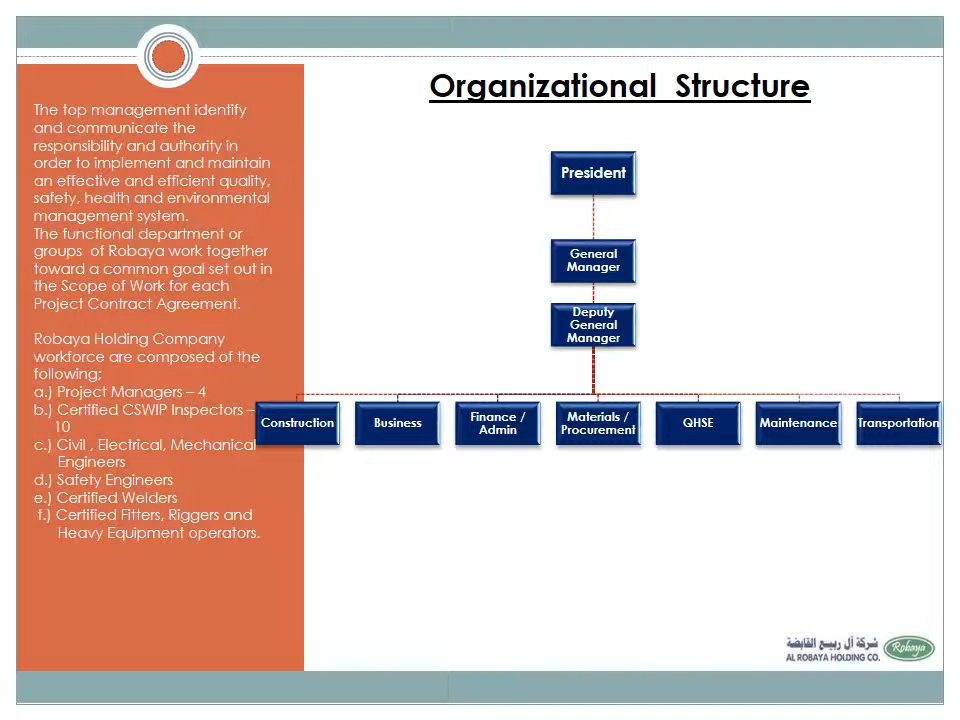 Organizational  Structure
The top management identify
and communicate the
responsibility and authority in
order to implement and maintain
an effective and efficient quality,
safety, health and environmental
management system.
The functional department or
groups  of Robaya work together
toward a common goal set out in
the Scope of Work for each
Project Contract Agreement.
Robaya Holding Company
workforce are composed of the
following;
a.) Project Managers – 4
b.) Certified CSWIP Inspectors –
10
c.) Civil , Electrical, Mechanical
Engineers
d.) Safety Engineers
e.) Certified Welders
f.) Certified Fitters, Riggers and
Heavy Equipment operators.
President
General
Manager
Deputy
General
Manager
Construction
Business
Finance /
Admin
Materials /
Procurement
QHSE
Maintenance
Transportation
شركة آل ربيع القابضة
AL ROBAYA HOLDING CO.
Robaya